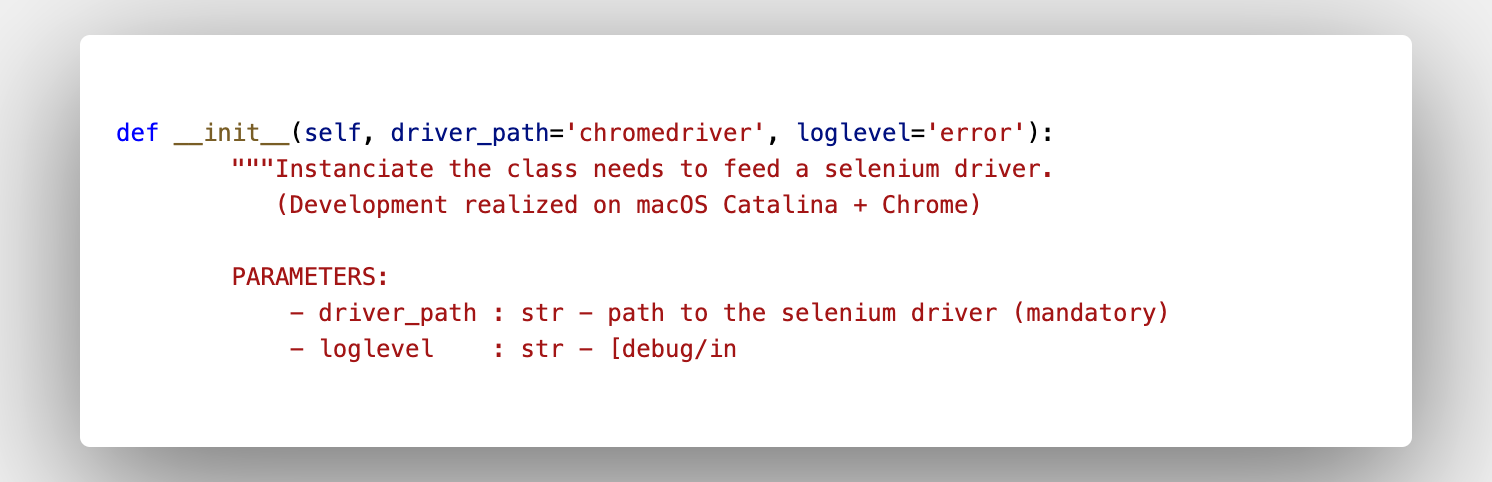 def __init__(self, driver_path='chromedriver', loglevel='error'):
"""Instanciate the class needs to feed a selenium driver.
(Development realized on macOS Catalina + Chrome)
PARAMETERS:
- driver_path : str - path to the selenium driver (mandatory)
- loglevel    : str - [debug/in